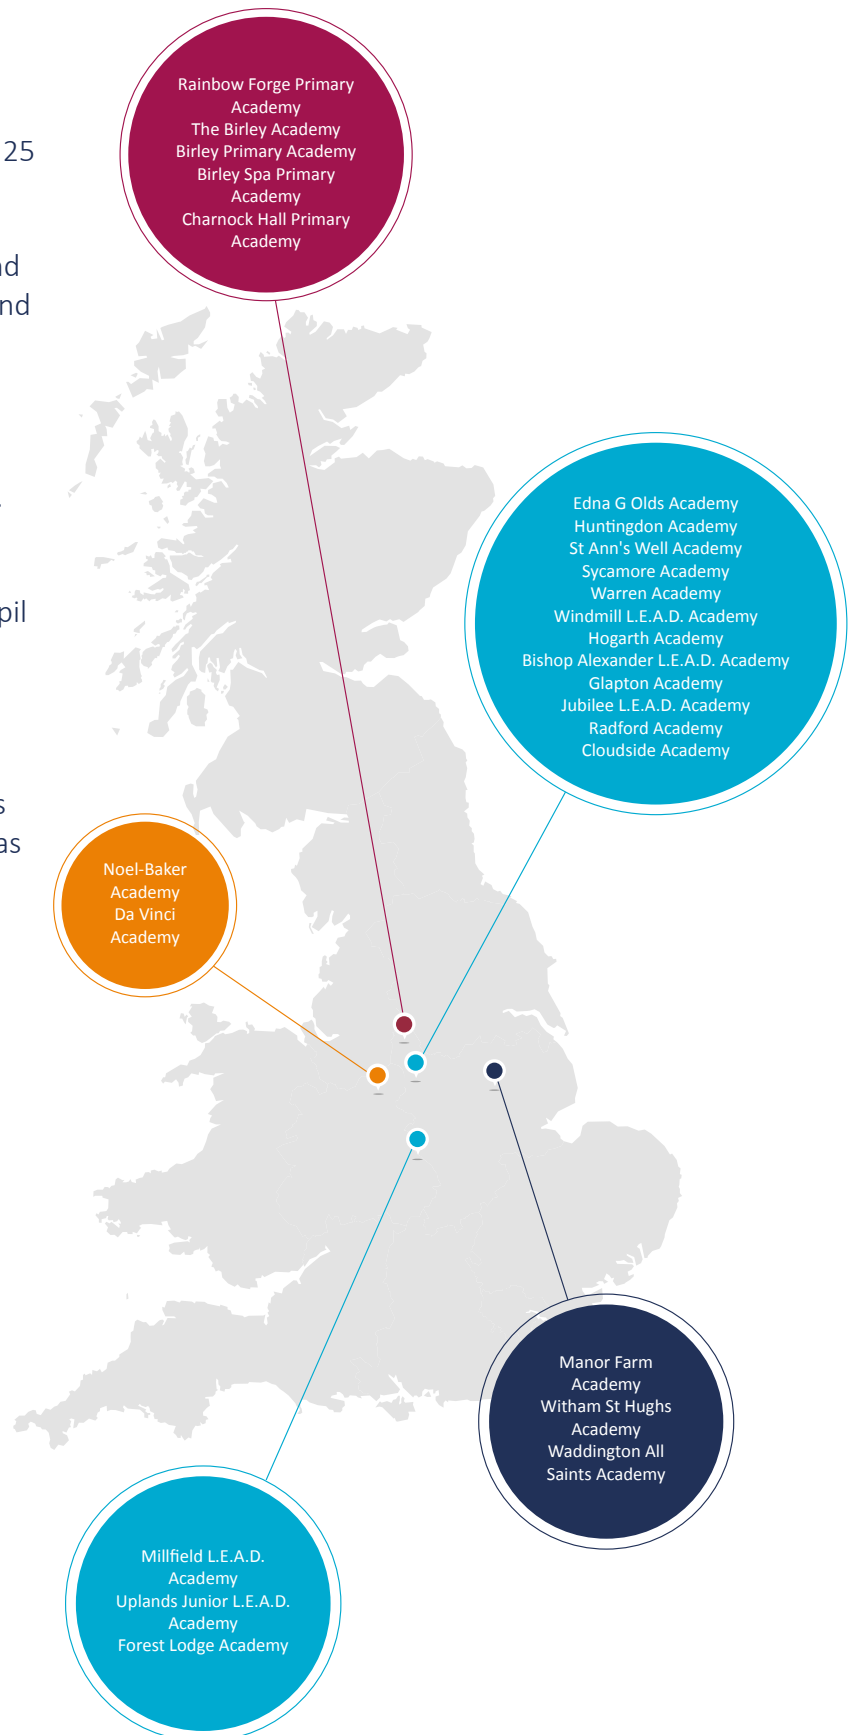 Rainbow Forge Primary
Academy
The Birley Academy
Birley Primary Academy
Birley Spa Primary
Academy
Charnock Hall Primary
Academy
25
nd
nd
pil
s
as
Edna G Olds Academy
Huntingdon Academy
St Ann's Well Academy
Sycamore Academy
Warren Academy
Windmill L.E.A.D. Academy
Hogarth Academy
Bishop Alexander L.E.A.D. Academy
Glapton Academy
Jubilee L.E.A.D. Academy
Radford Academy
Cloudside Academy
Noel-Baker
Academy
Da Vinci
Academy
Manor Farm
Academy
Witham St Hughs
Academy
Waddington All
Saints Academy
Millfield L.E.A.D.
Academy
Uplands Junior L.E.A.D.
Academy
Forest Lodge Academy